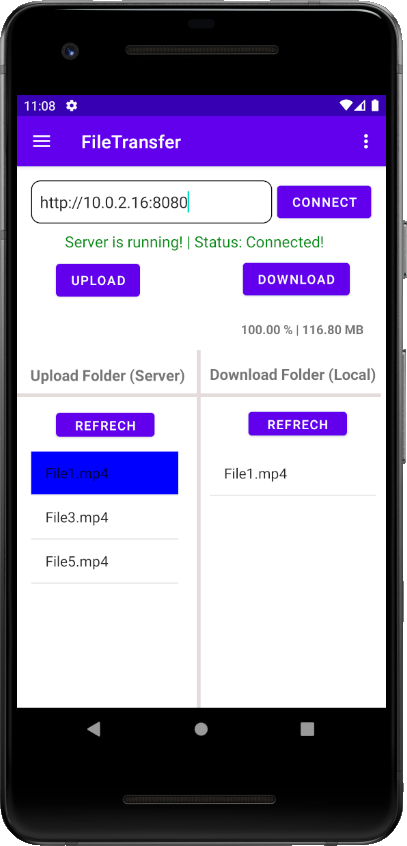 11:08
FileTransfer
http://10.0.2.16:8080
CONNECT
Server is running! | Status: Connected!
UPLOAD
DOWNLOAD
100.00 % | 116.80 MB
Upload Folder (Server)
Download Folder (Local)
REFRECH
REFRECH
File1.mp4
File1.mp4
File3.mp4
File5.mp4